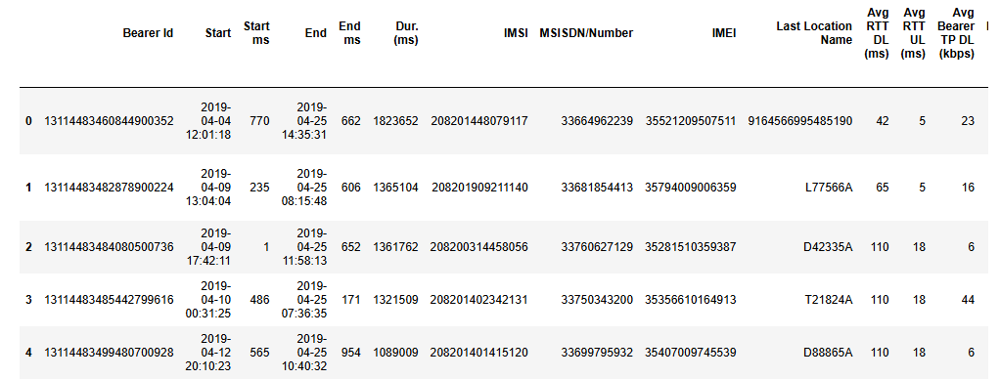 Bearer Id Start Start ms End End ms Dur. (ms) IMSI MSISDN/Number IMEI Last Location Name Avg RTT DL (ms) Avg RTT UL (ms) Avg Bearer TP DL (kbps)
0 13114483460844900352 2019-04-04 12:01:18 770 2019-04-25 14:35:31 662 1823652 208201448079117 33664962239 35521209507511 9164566995485190 42 5 23
1 13114483482878900224 2019-04-09 13:04:04 235 2019-04-25 08:15:48 606 1365104 208201909211140 33681854413 35794009006359 L77566A 65 5 16
2 13114483484080500736 2019-04-09 17:42:11 1 2019-04-25 11:58:13 652 1361762 208200314458056 33760627129 35281510359387 D42335A 110 18 6
3 13114483485442799616 2019-04-10 00:31:25 486 2019-04-25 07:36:35 171 1321509 208201402342131 33750343200 35356610164913 T21824A 110 18 44
4 13114483499480700928 2019-04-12 20:10:23 565 2019-04-25 10:40:32 954 1089009 208201401415120 33699795932 35407009745539 D88865A 110 18 6